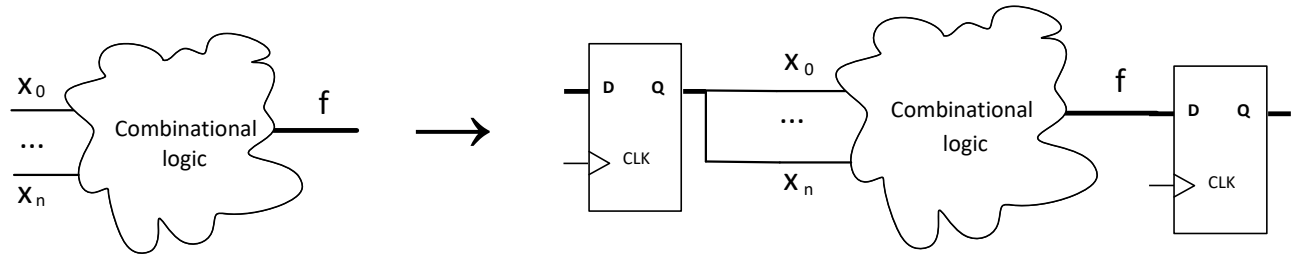 X0
...
Xn
Combinational
logic
f
D Q
CLK
X0
...
Xn
Combinational
logic
f
D Q
CLK